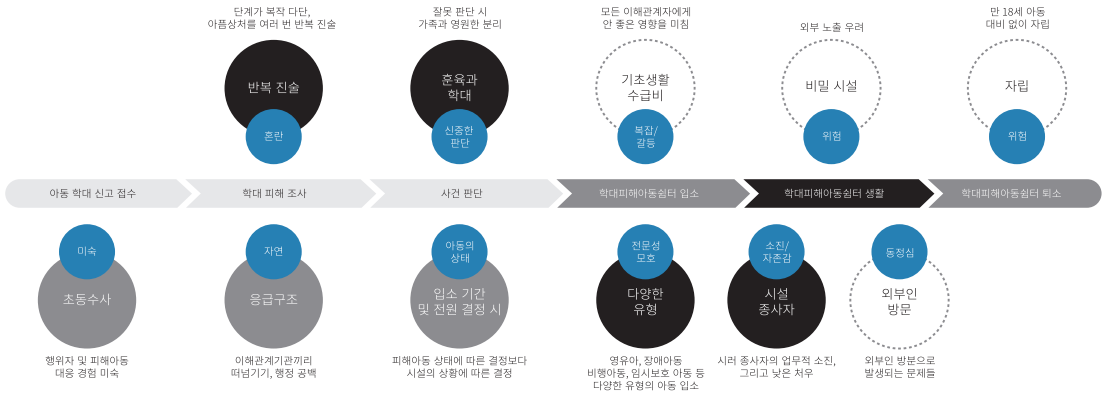 단계가 복작 다단,
아픔상처를 여러 번 반복 진술
반복 진술
혼란
잘못 판단 시
가족과 영원한 분리
훈육과
학대
신중한
판단
모든 이해관계자에게
안 좋은 영향을 미침
기초생활
수급비
복잡/
갈등
외부 노출 우려
비밀 시설
위험
만 18세 아동
대비 없이 자립
자립
위험
아동 학대 신고 접수
학대 피해 조사
사건 판단
학대피해아동쉼터 입소
학대피해아동쉼터 생활
학대피해아동쉼터 퇴소
미숙
초동수사
행위자 및 피해아동
대응 경험 미숙
자연
응급구조
이해관계기관끼리
떠넘기기, 행정 공백
아동의
상태
입소 기간
및 전원 결정 시
피해아동 상태에 따른 결정보다
시설의 상황에 따른 결정
전문성
모호
다양한
유형
영유아, 장애아동
비행아동, 임시보호 아동 등
다양한 유형의 아동 입소
소진/
자존감
시설
종사자
시러 종사자의 업무적 소진,
그리고 낮은 처우
동정심
외부인
방문
외부인 방분으로
발생되는 문제들